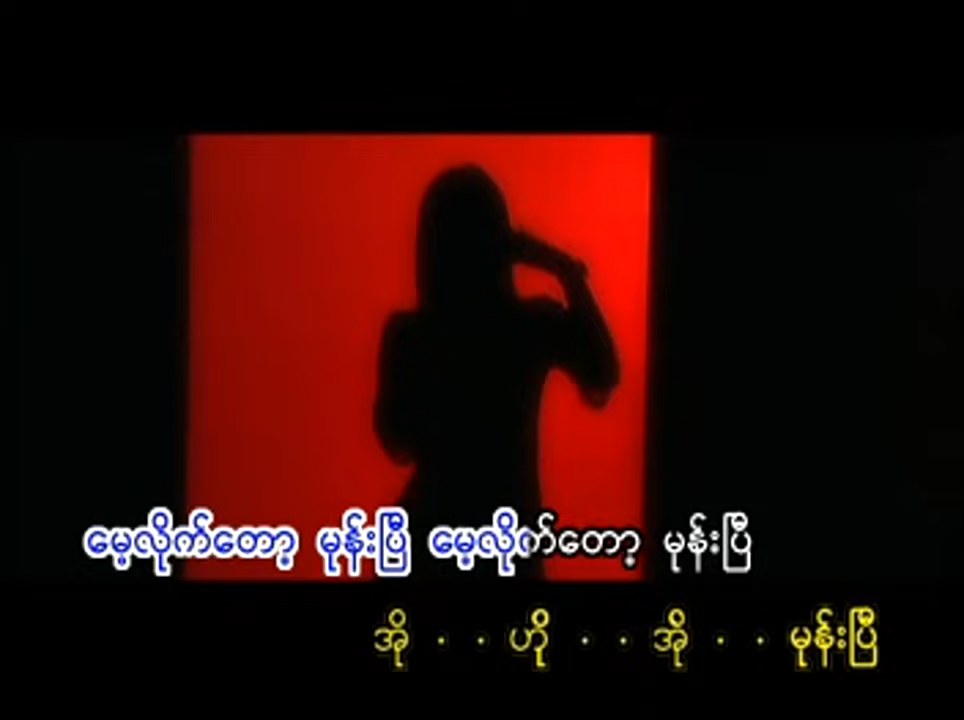 မေ့လိုက်တော့ မုန်းပြီ မေ့လိုက်တော့ မုန်းပြီ
အို . . ဟို . . အို . . မုန်းပြီ